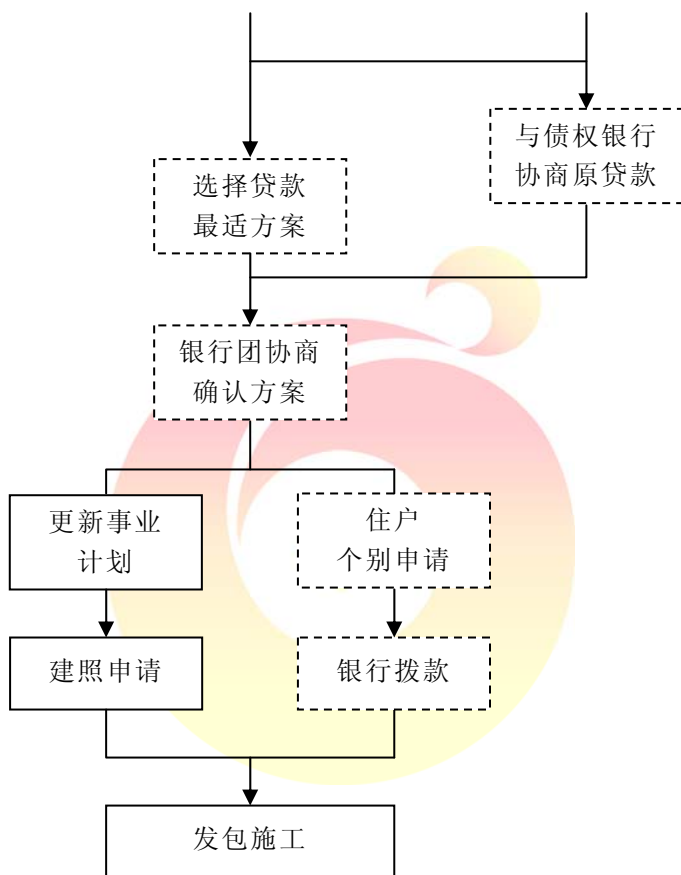 与债权银行
协商原贷款
选择贷款
最适方案
银行团协商
确认方案
更新事业
计划
住户
个别申请
建照申请
银行拨款
发包施工